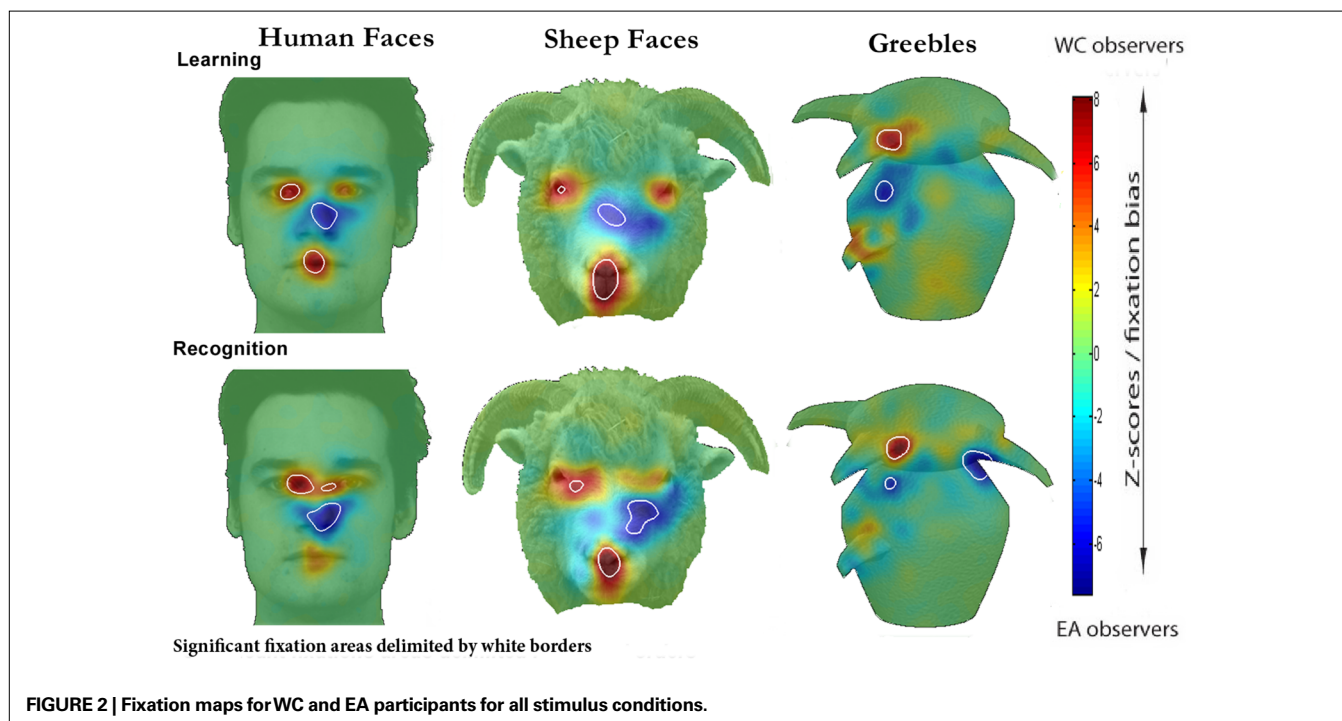 Human Faces
Sheep Faces
Greebles
WC observers
Learning
8
6
4
2
0
-2
-4
-6
Z-scores / fixation bias
Recognition
EA observers
Significant fixation areas delimited by white borders
FIGURE 2 | Fixation maps for WC and EA participants for all stimulus conditions.